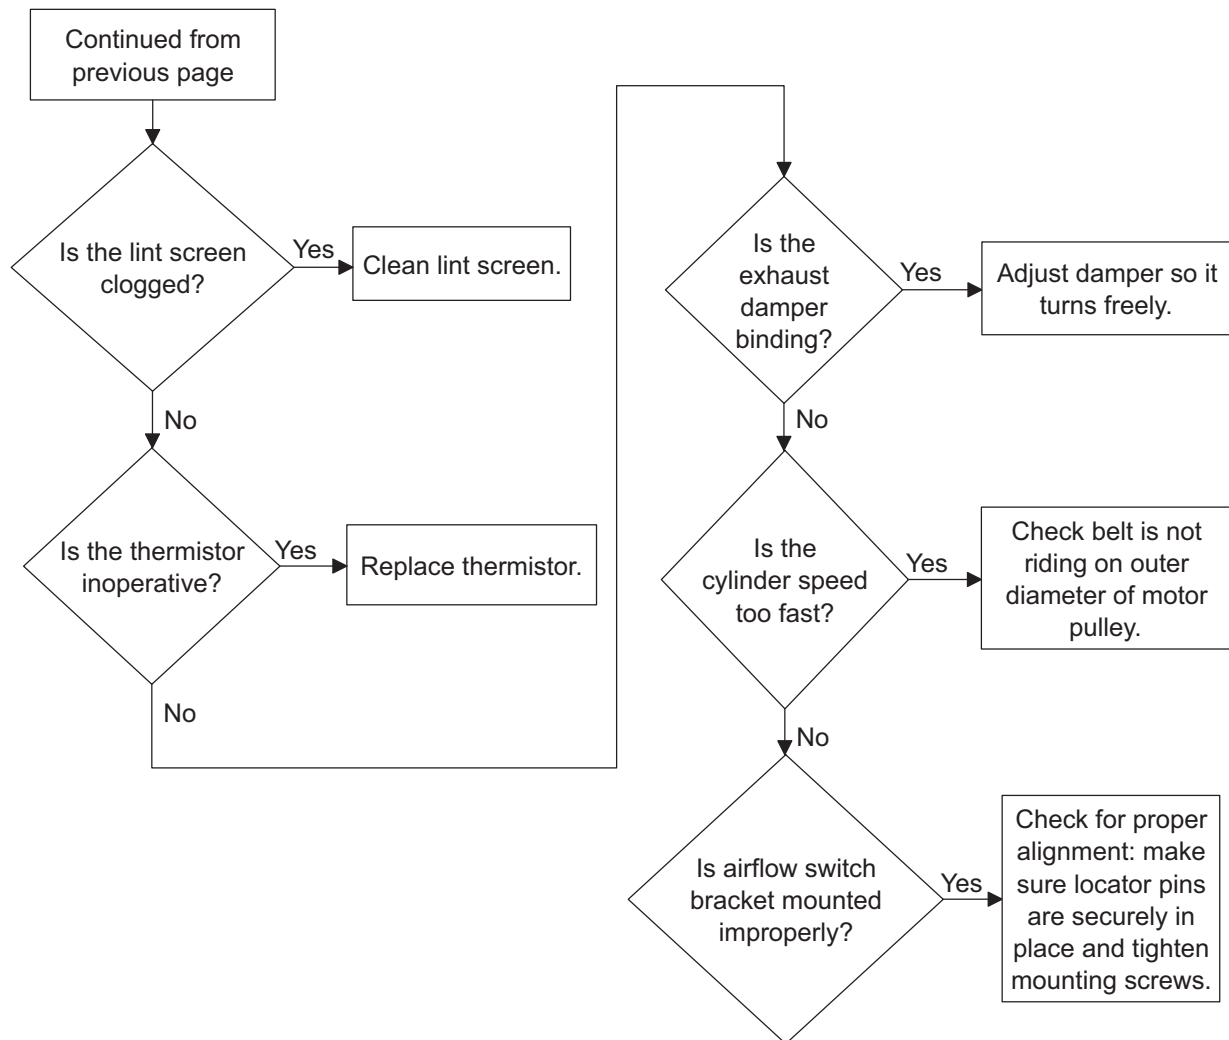 Continued from
previous page
Is the lint screen
clogged?
Yes
Clean lint screen.
No
Is the thermistor
inoperative?
Yes
Replace thermistor.
No
Is the
exhaust
damper
binding?
Yes
Adjust damper so it
turns freely.
No
Is the
cylinder speed
too fast?
Yes
Check belt is not
riding on outer
diameter of motor
pulley.
No
Is airflow switch
bracket mounted
improperly?
Yes
Check for proper
alignment: make
sure locator pins
are securely in
place and tighten
mounting screws.